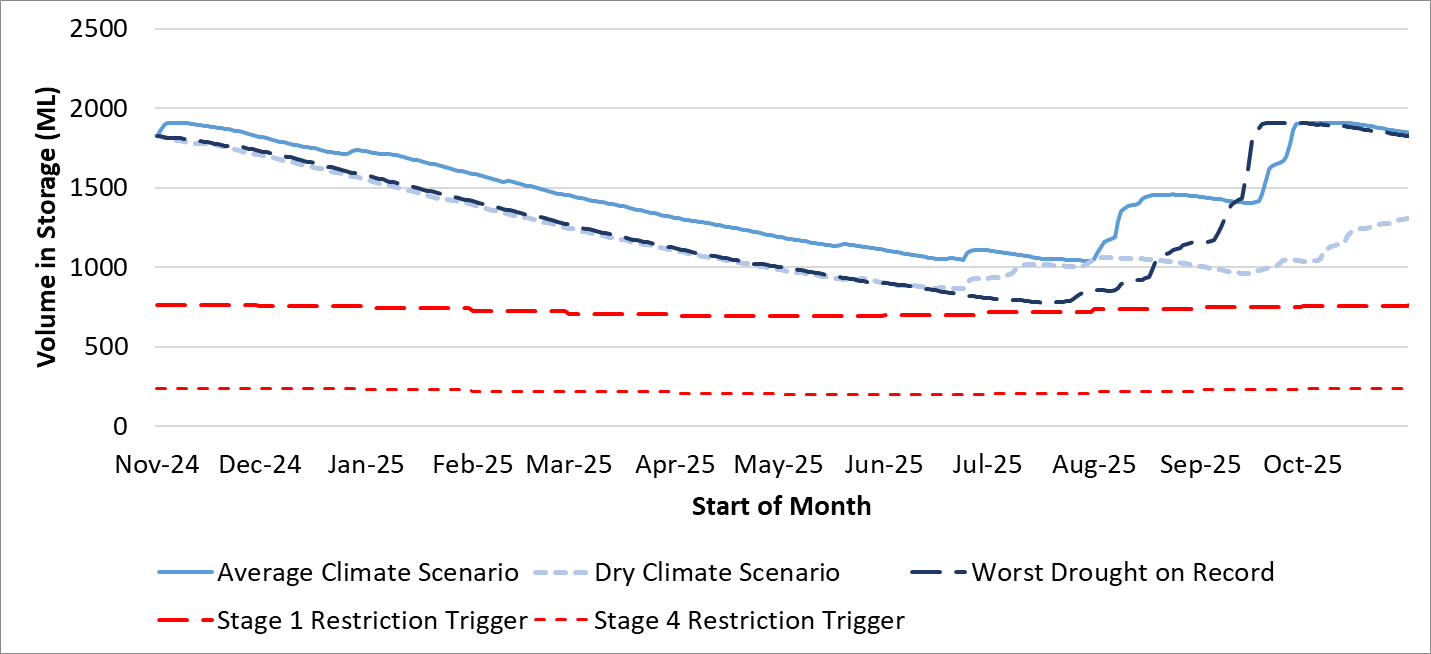 2500
2000
1500
1000
500
0
Volume in Storage (ML)
Nov-24 Dec-24 Jan-25 Feb-25 Mar-25 Apr-25 May-25 Jun-25 Jul-25 Aug-25 Sep-25 Oct-25
Start of Month
Average Climate Scenario Dry Climate Scenario Worst Drought on Record
Stage 1 Restriction Trigger Stage 4 Restriction Trigger